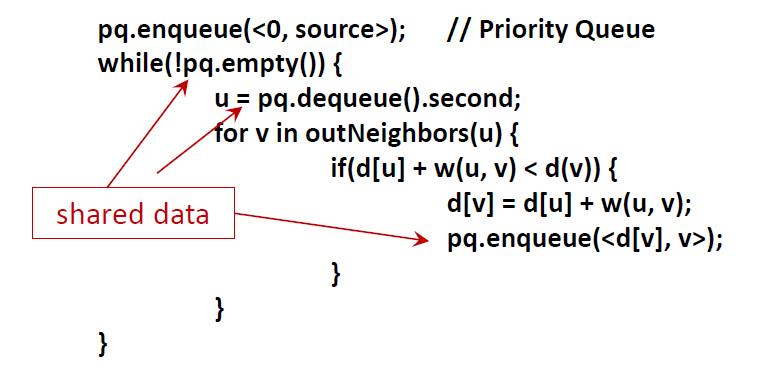 pq.enqueue(<0, source>); // Priority Queue
while(!pq.empty()) {
u = pq.dequeue().second;
for v in outNeighbors(u) {
if(d[u] + w(u, v) < d(v)) {
shared data
d[v] = d[u] + w(u, v);
pq.enqueue(<d[v], v>);
}
}
}